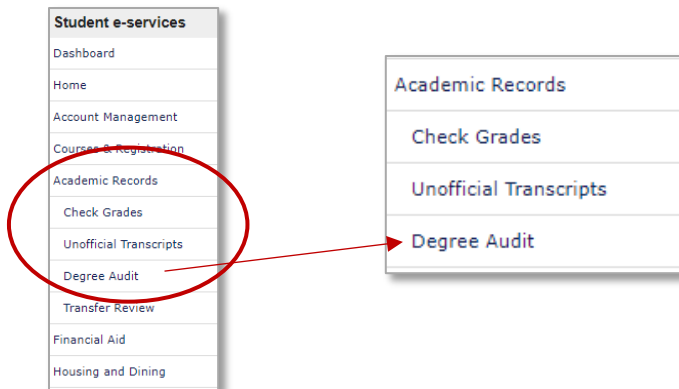 Student e-services
Dashboard
Home
Account Management
Courses & Registration
Academic Records
Check Grades
Unofficial Transcripts
Degree Audit
Transfer Review
Financial Aid
Housing and Dining
Academic Records
Check Grades
Unofficial Transcripts
Degree Audit